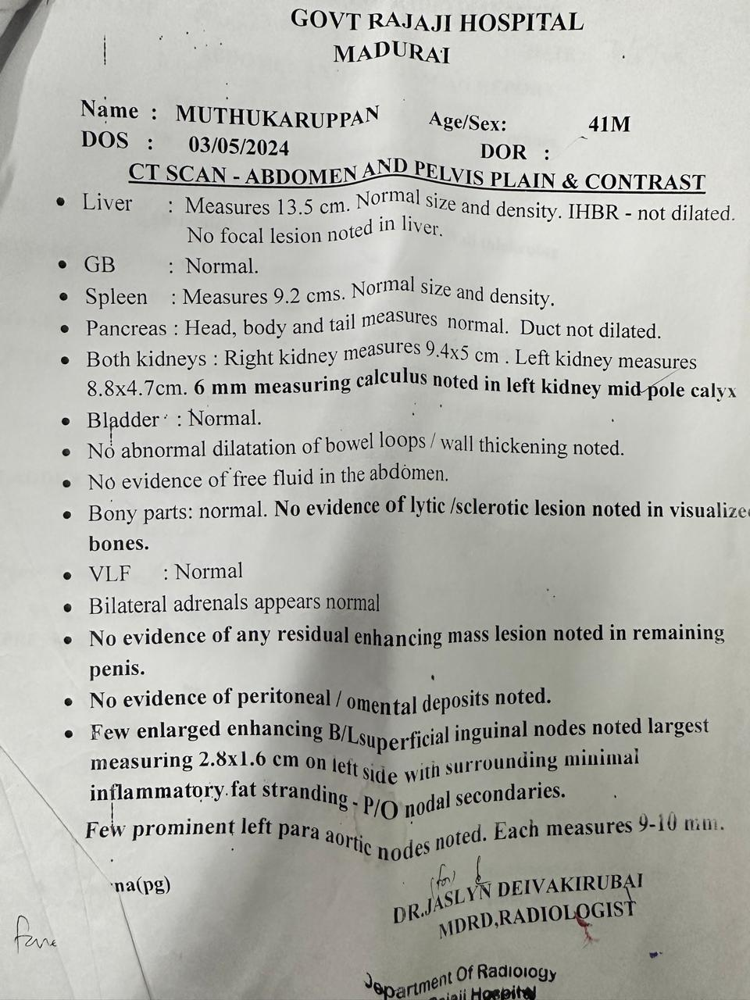 GOVT RAJAJI HOSPITAL
MADURAI
Name : MUTHUKARUPPAN Age/Sex: 41M
DOS : 03/05/2024 DOR :
CT SCAN - ABDOMEN AND PELVIS PLAIN & CONTRAST
• Liver : Measures 13.5 cm. Normal size and density. IHBR - not dilated.
No focal lesion noted in liver.
• GB : Normal.
• Spleen : Measures 9.2 cms. Normal size and density.
• Pancreas : Head, body and tail measures normal. Duct not dilated.
• Both kidneys : Right kidney measures 9.4x5 cm . Left kidney measures
8.8x4.7cm. 6 mm measuring calculus noted in left kidney mid pole calyx
• Bladder : Normal.
• No abnormal dilatation of bowel loops / wall thickening noted.
• No evidence of free fluid in the abdomen.
• Bony parts: normal. No evidence of lytic /sclerotic lesion noted in visualize
bones.
• VLF : Normal
• Bilateral adrenals appears normal
• No evidence of any residual enhancing mass lesion noted in remaining
penis.
• No evidence of peritoneal / omental deposits noted.
• Few enlarged enhancing B/Lsuperficial inguinal nodes noted largest
measuring 2.8x1.6 cm on left side with surrounding minimal
inflammatory fat stranding - P/O nodal secondaries.
Few prominent left para aortic nodes noted. Each measures 9-10 mm.
na(pg)
(for)
DR.JASLYN DEIVAKIRUBAI
MDRD,RADIOLOGIST
Department Of Radiology
Hospital